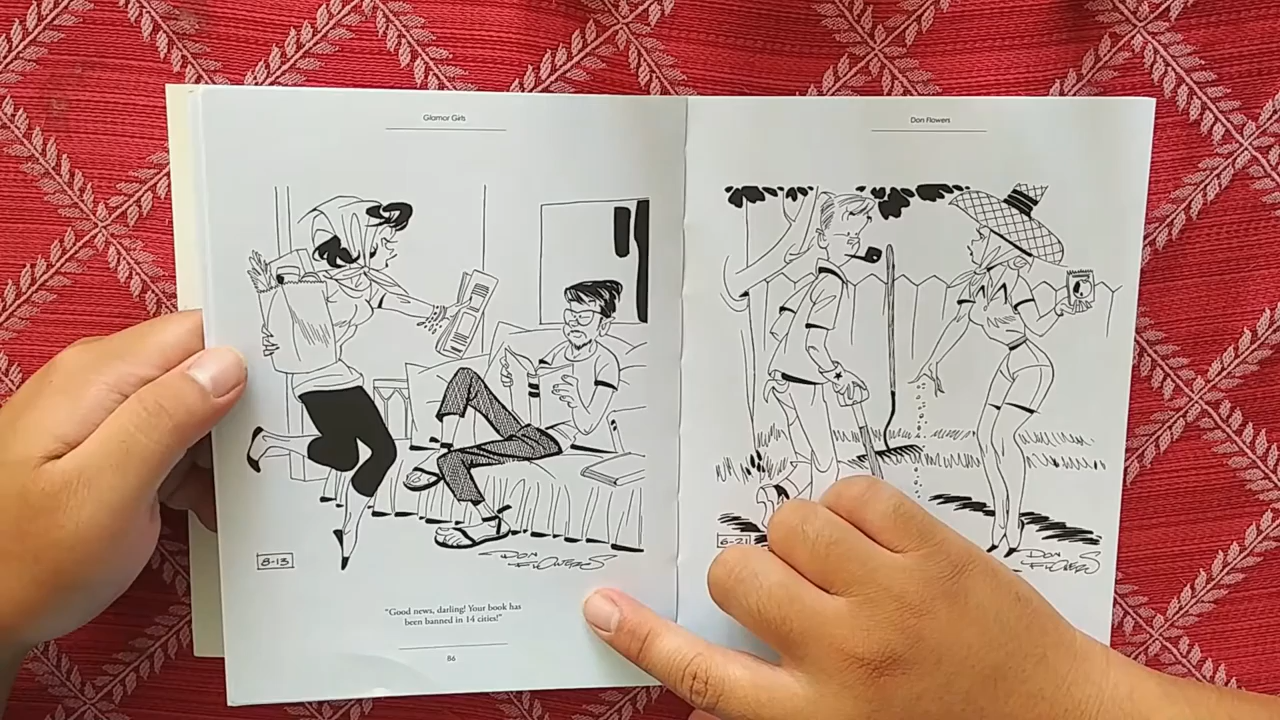 Glamor Girls
8-13
DON
FLOWERS
"Good news, darling! Your book has
been banned in 14 cities!"
86
Don Flowers
6-21
DON
FLOWERS